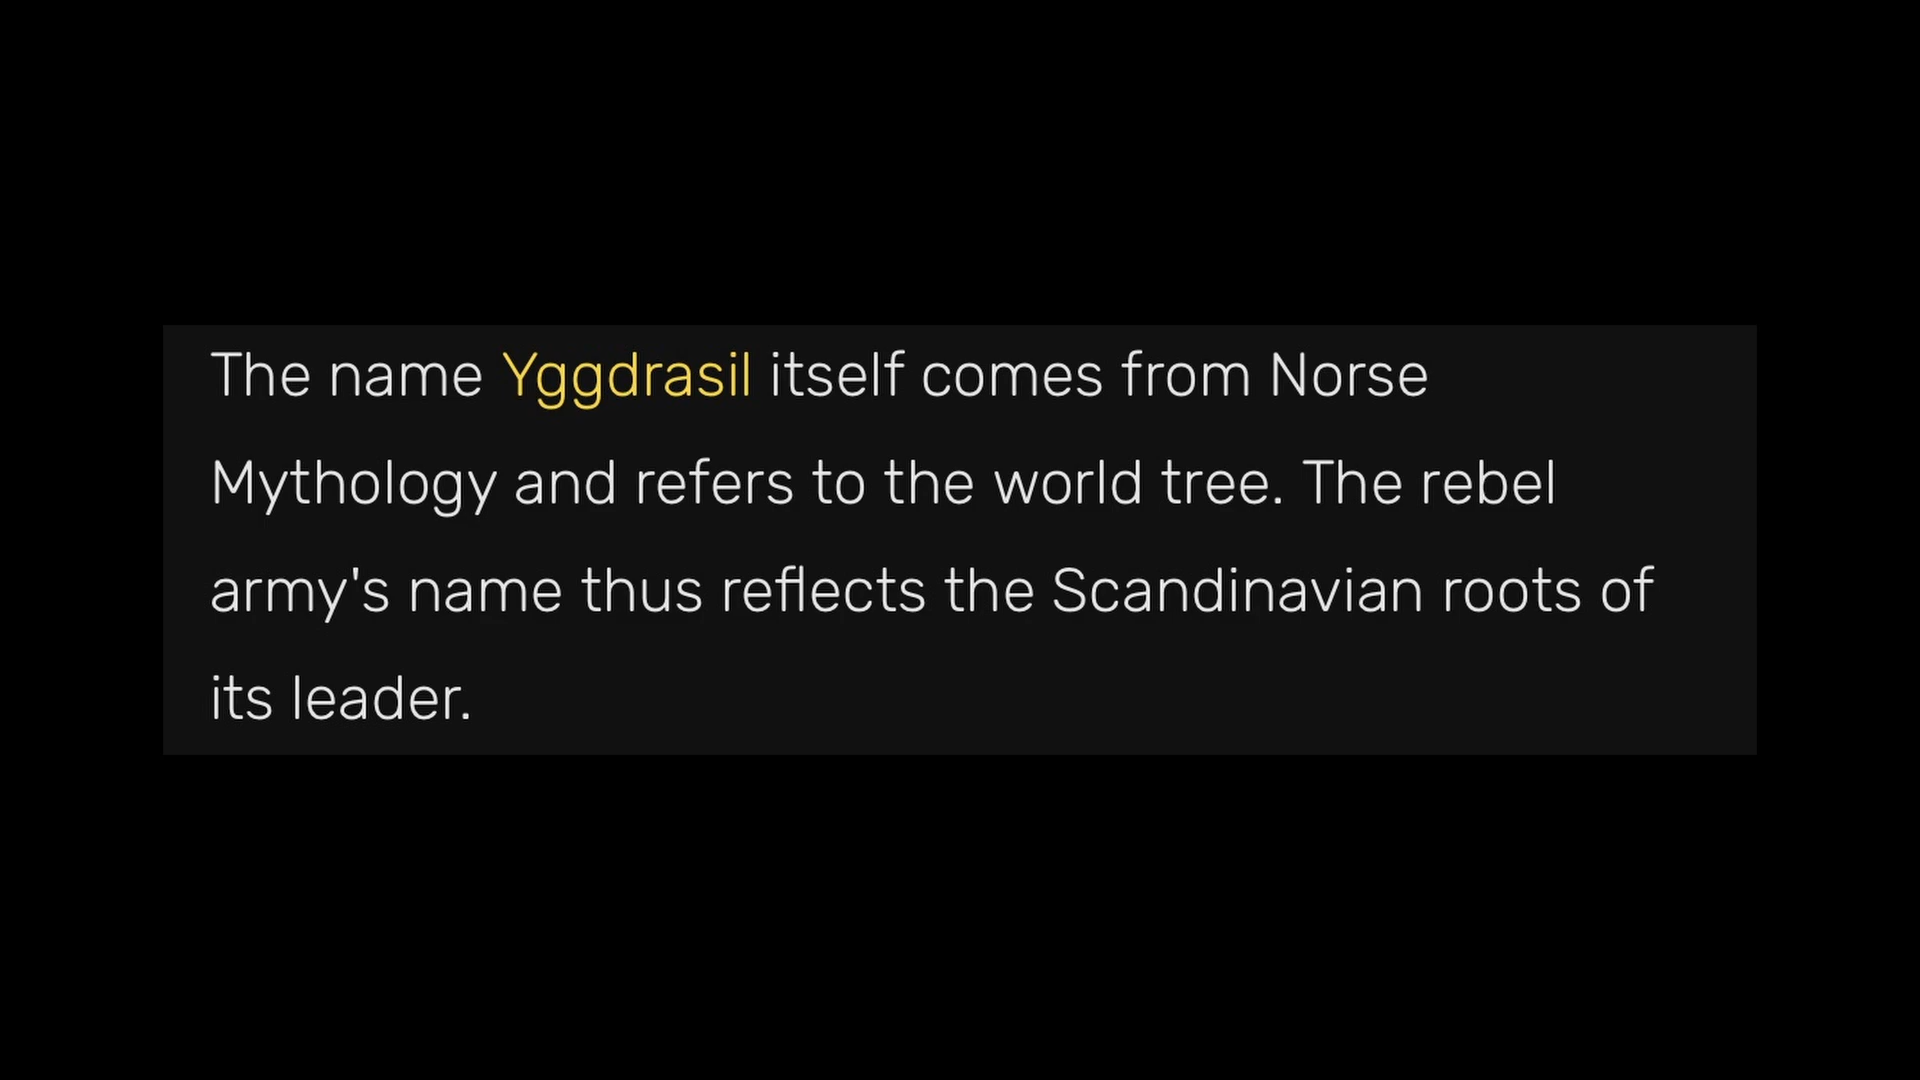 The name Yggdrasil itself comes from Norse
Mythology and refers to the world tree. The rebel
army's name thus reflects the Scandinavian roots of
its leader.